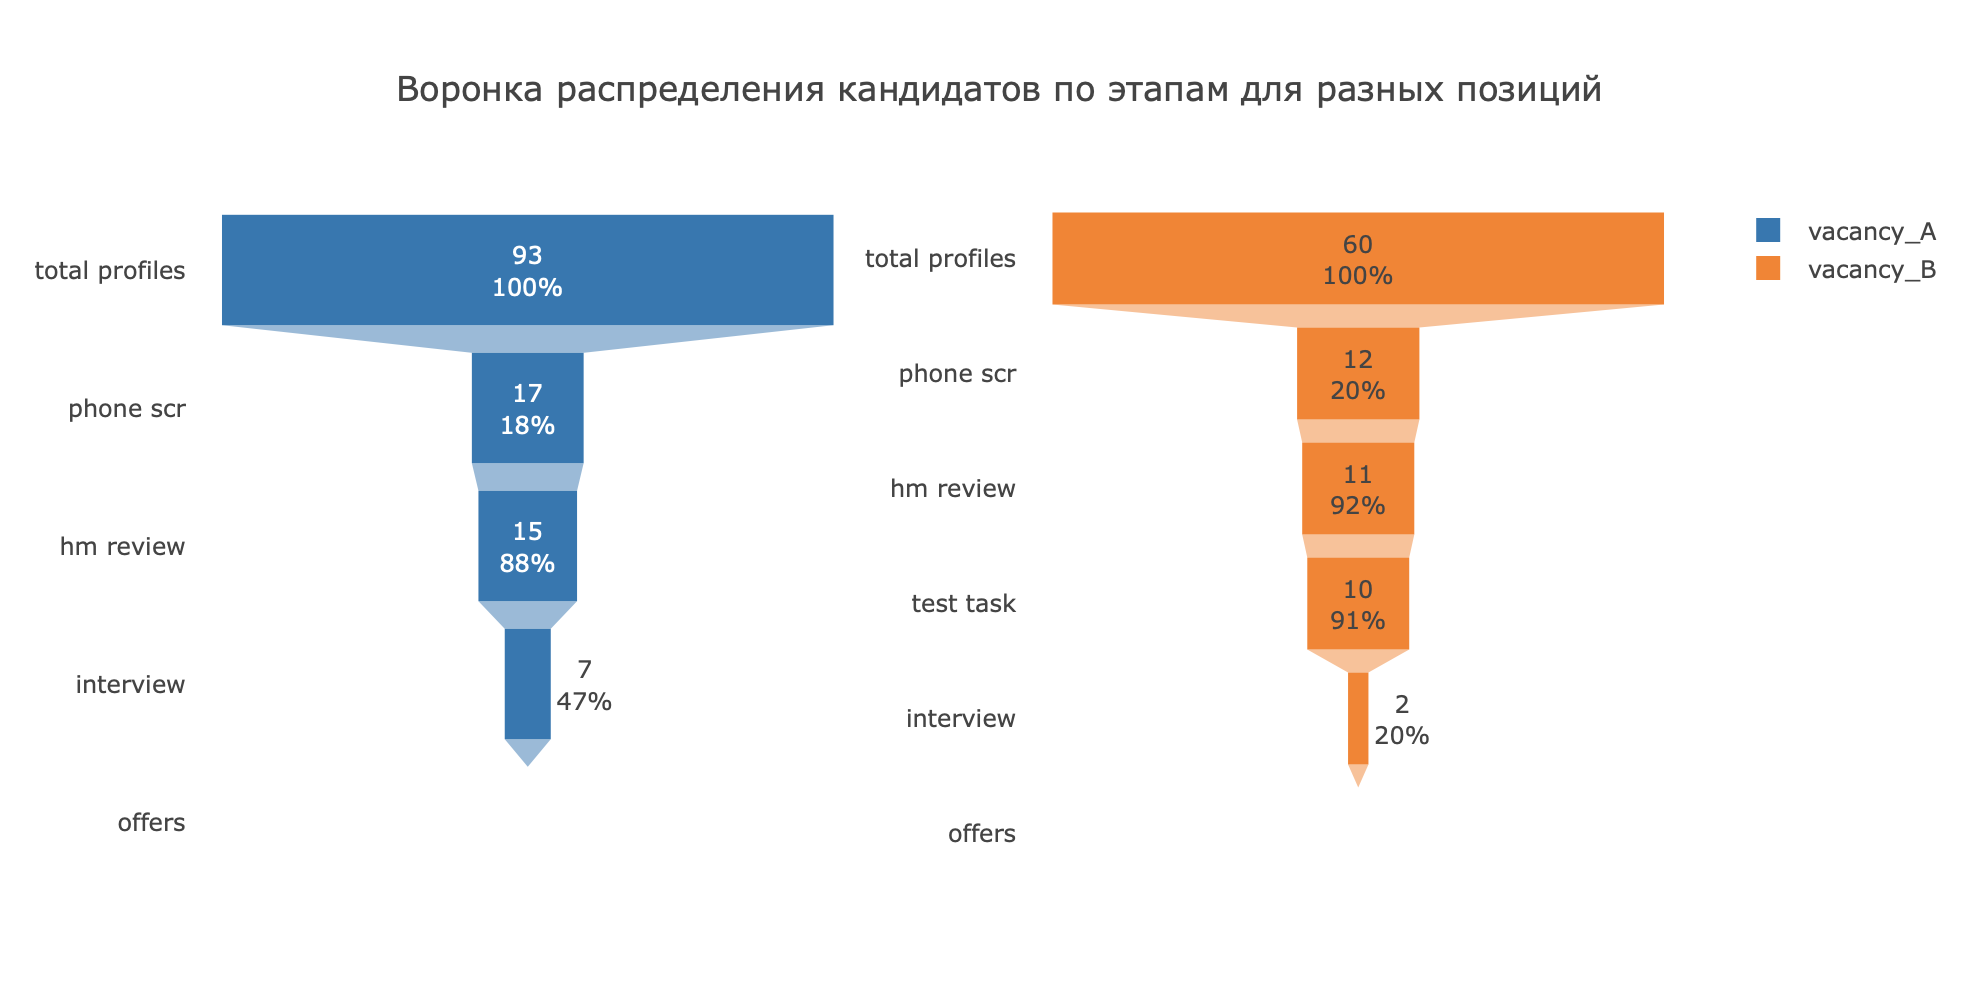 Воронка распределения кандидатов по этапам для разных позиций
total profiles
93
100%
phone scr
17
18%
hm review
15
88%
interview
7
47%
offers
total profiles
60
100%
phone scr
12
20%
hm review
11
92%
test task
10
91%
interview
2
20%
offers
vacancy_A
vacancy_B